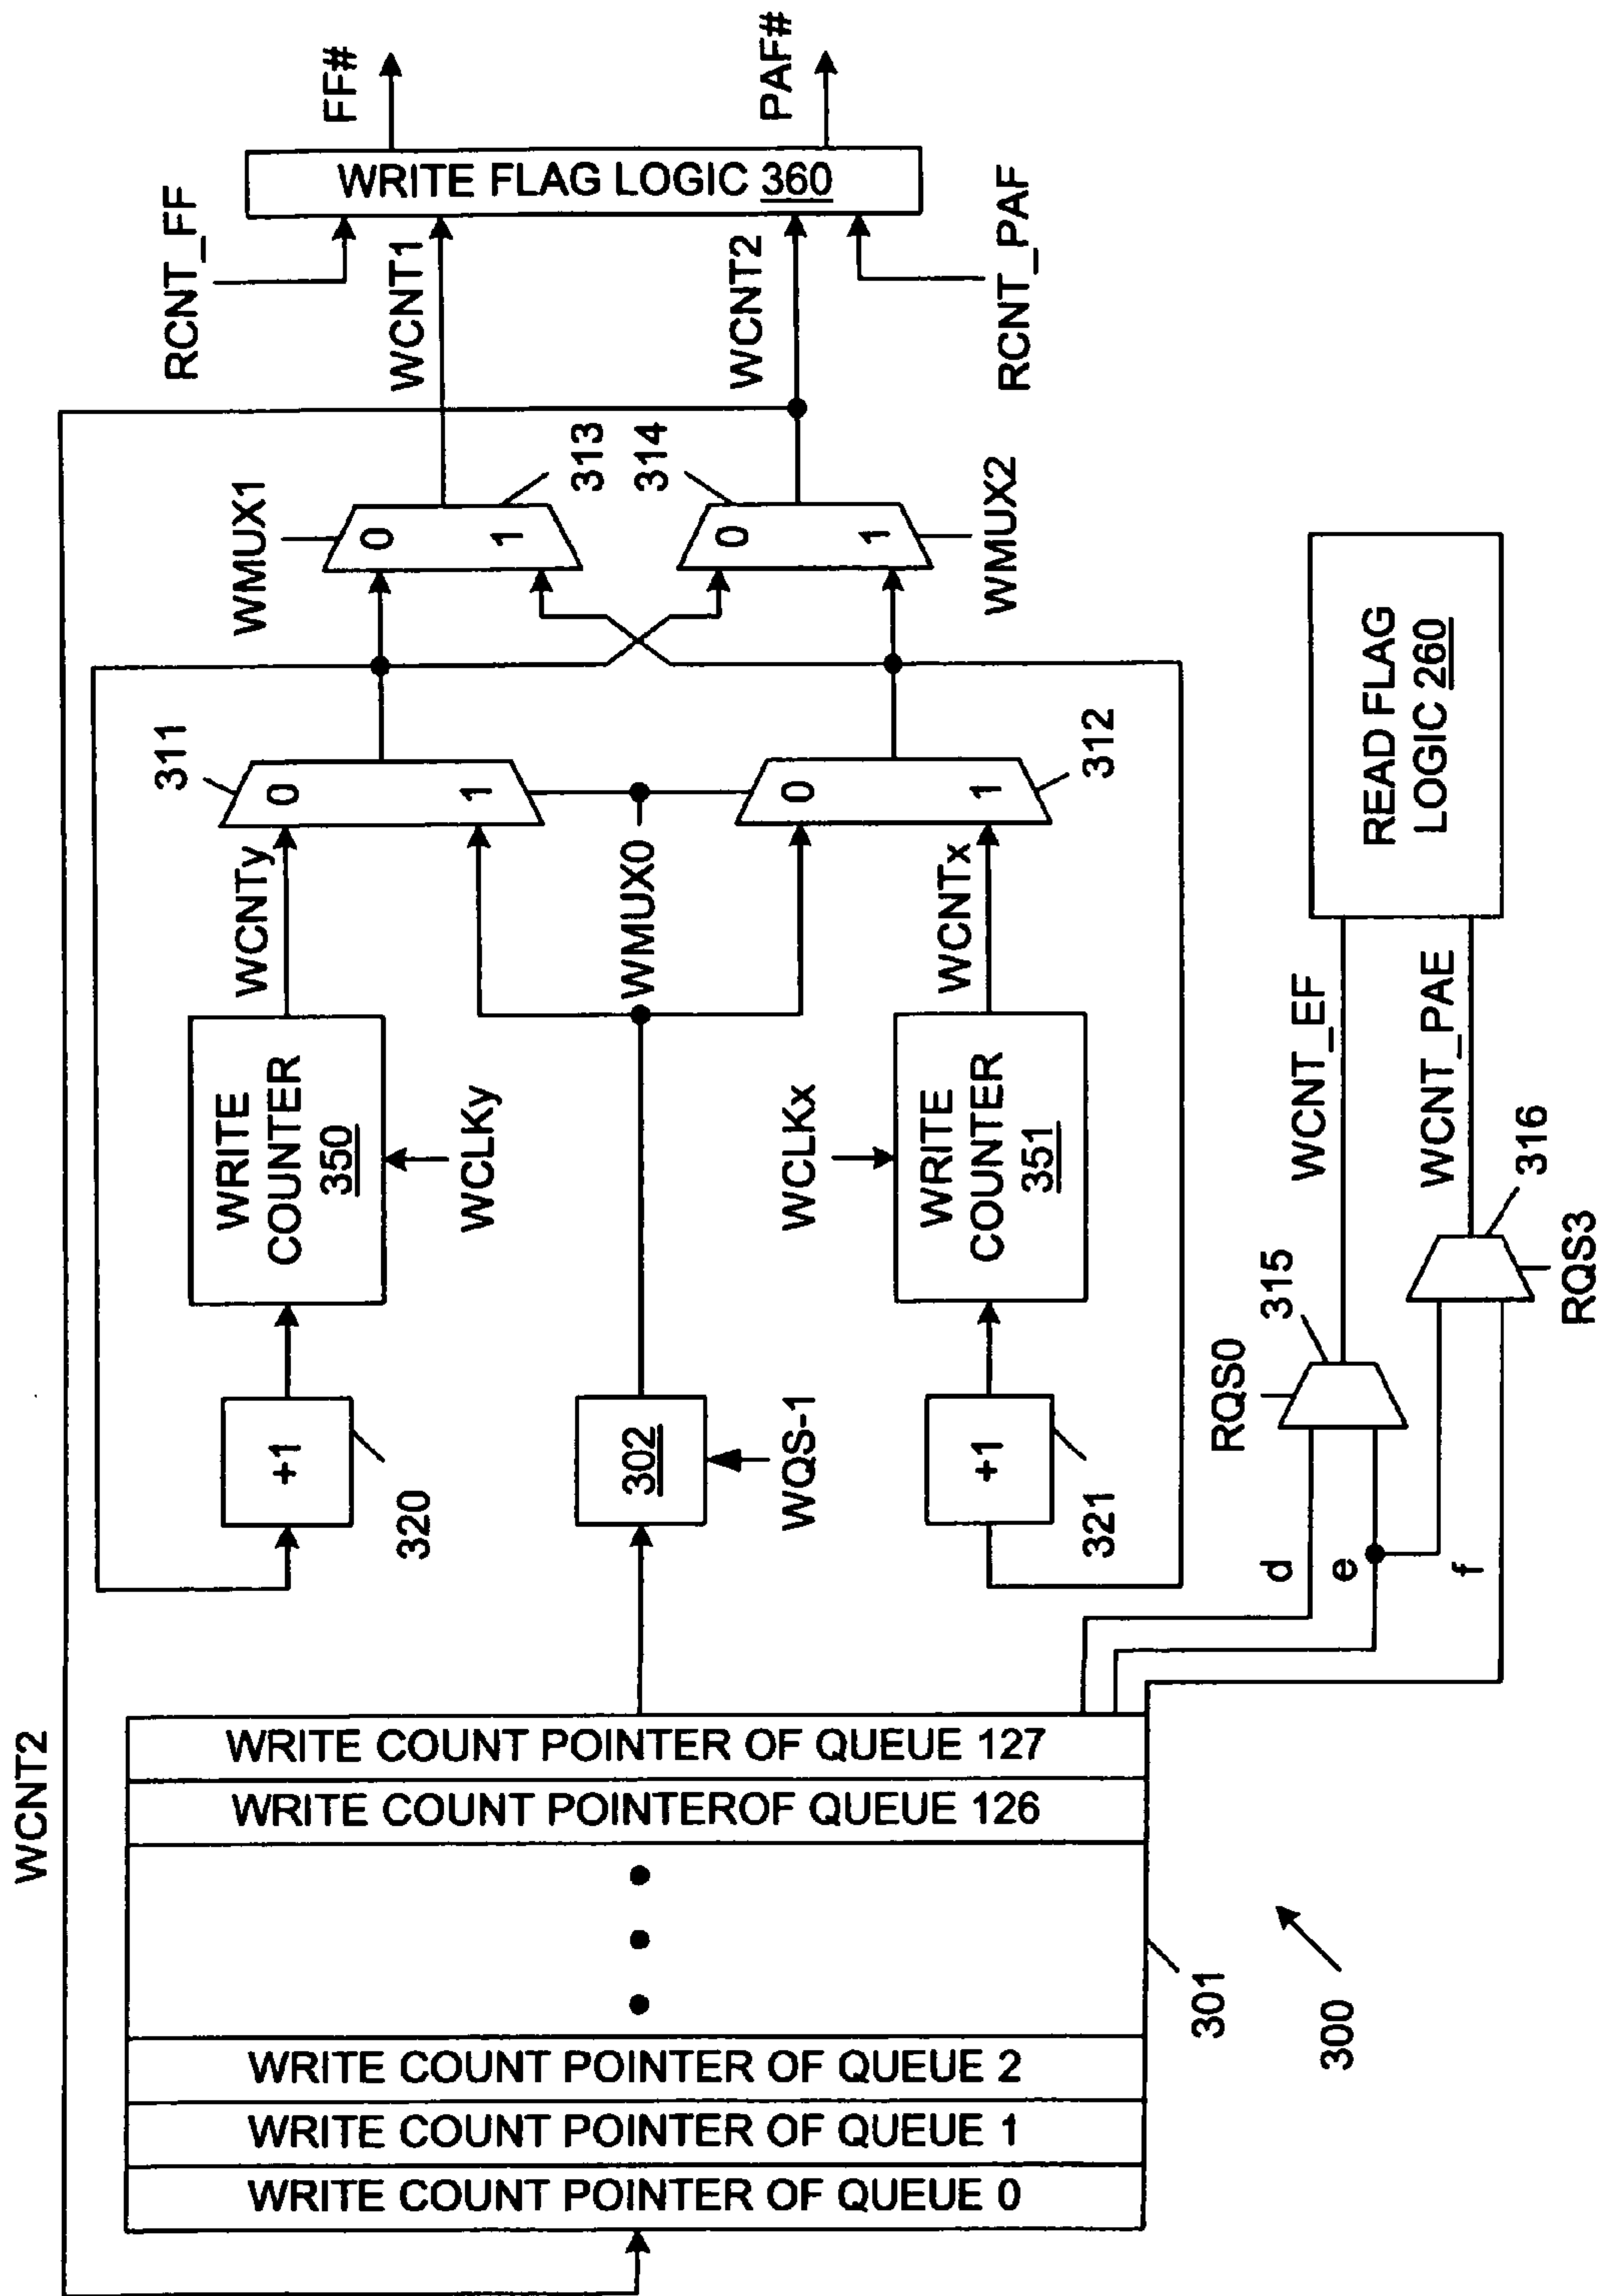 WCNT2
WRITE COUNT POINTER OF QUEUE 0
WRITE COUNT POINTER OF QUEUE 1
WRITE COUNT POINTER OF QUEUE 2
WRITE COUNT POINTEROF QUEUE 126
WRITE COUNT POINTER OF QUEUE 127
301
300
+1
320
302
WQS-1
+1
321
WRITE
COUNTER
350
WCLKy
WCLKx
WRITE
COUNTER
351
WCNTy
WMUX0
WCNTx
311
0
1
0
1
312
WMUX1
0
1
313
314
0
1
WMUX2
RCNT_FF
WCNT1
WCNT2
RCNT_PAF
WRITE FLAG LOGIC 360
FF#
PAF#
d
e
f
RQS0
315
316
RQS3
WCNT_EF
WCNT_PAE
READ FLAG
LOGIC 260